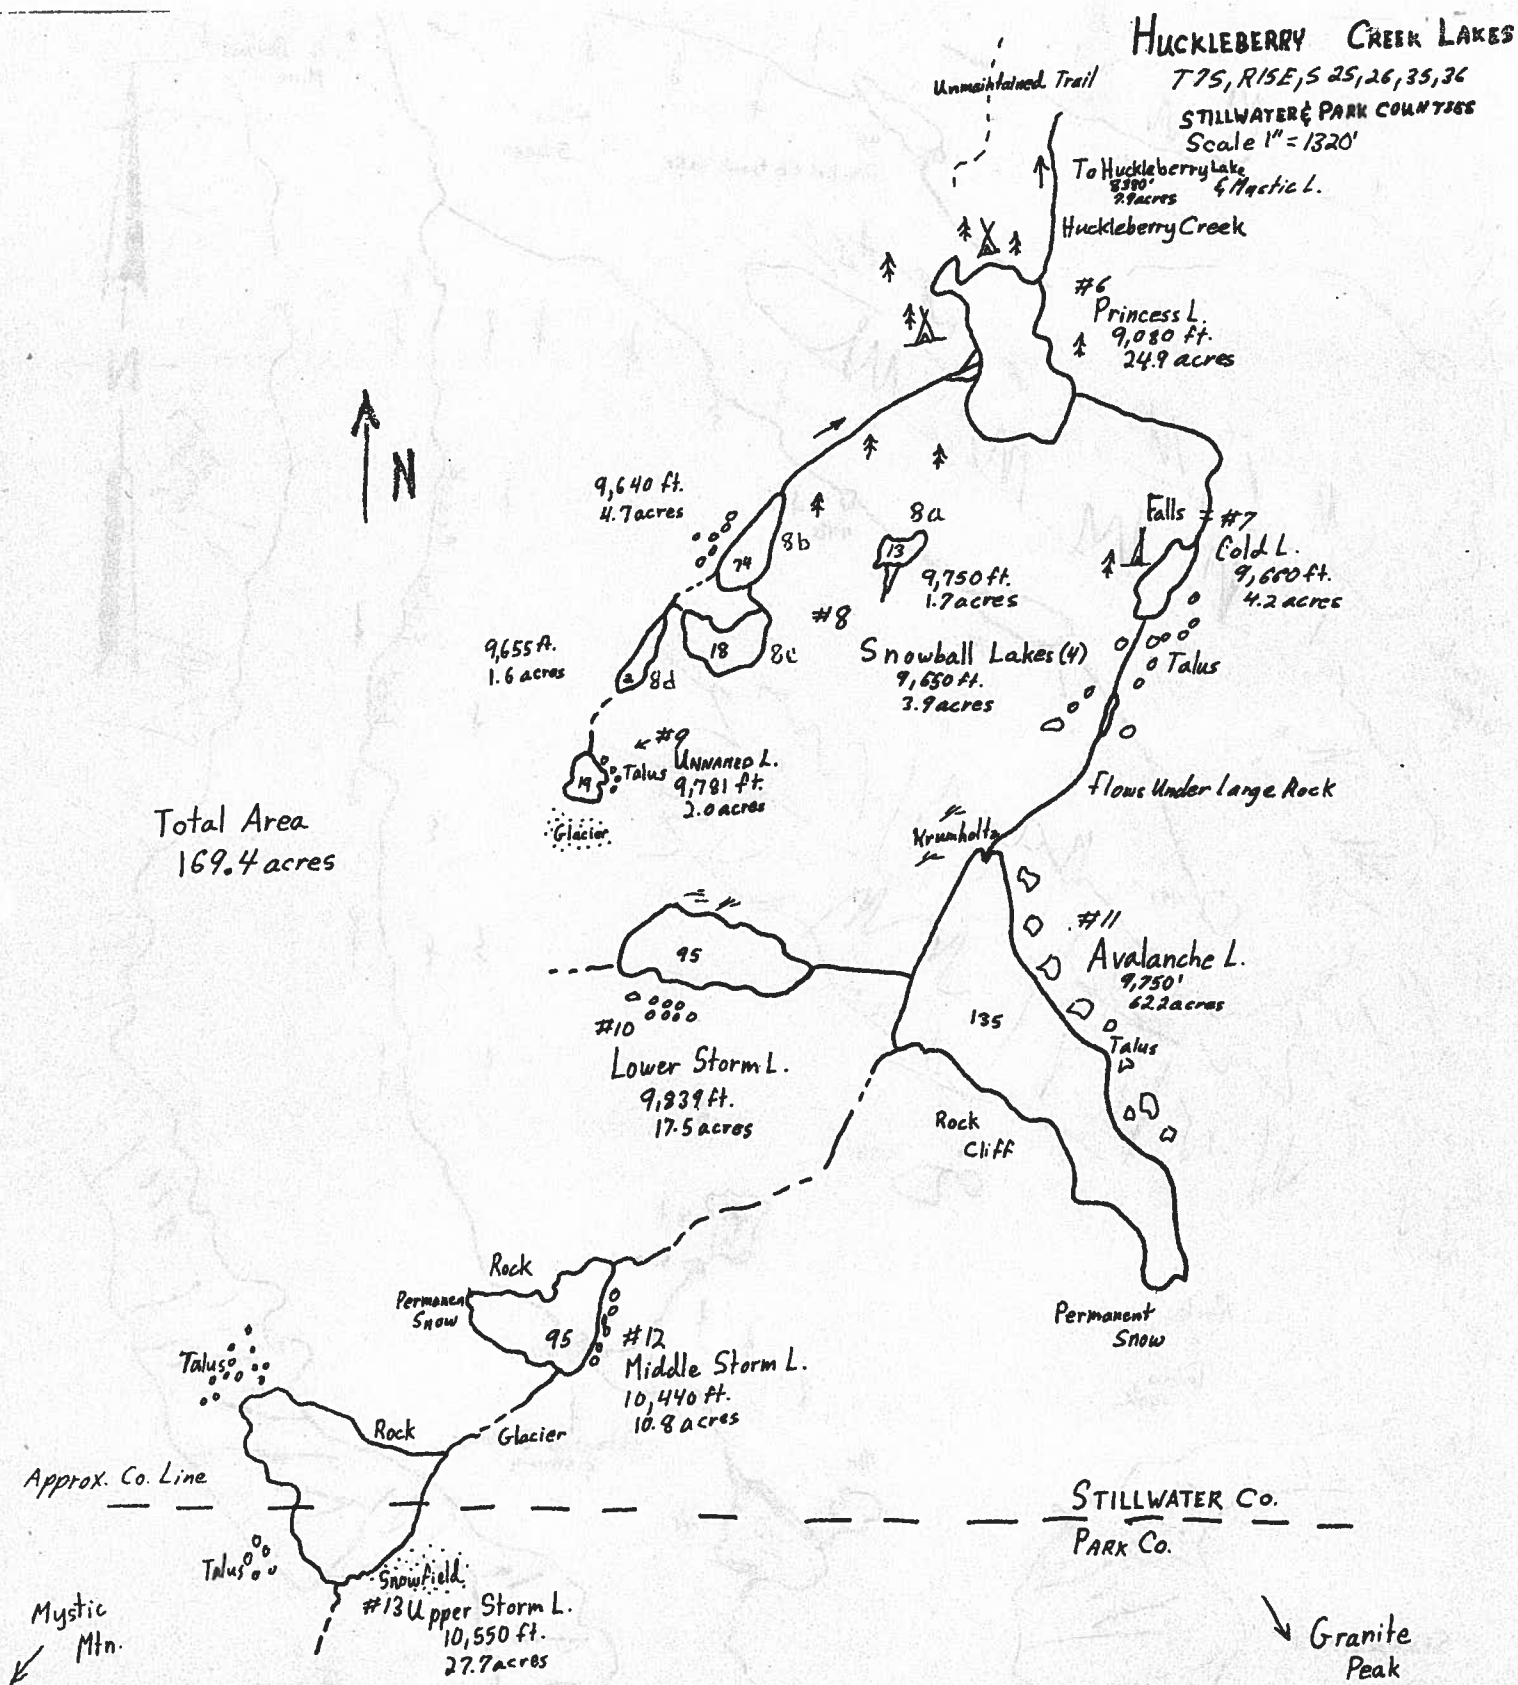 HUCKLEBERRY CREEK LAKES
T7S, R15E, S 25, 26, 35, 36
STILLWATER & PARK COUNTIES
Scale 1" = 1320'
Unmaintained Trail
To Huckleberry Lake
8380'
7.9 acres
& Mystic L.
Huckleberry Creek
#6
Princess L.
9,080 ft.
24.9 acres
N
9,640 ft.
4.7 acres
8b
74
8a
13
9,750 ft.
1.7 acres
Falls
#7
Cold L.
9,660 ft.
4.2 acres
Talus
#8
Snowball Lakes (4)
9,650 ft.
3.9 acres
18
8c
9,655 ft.
1.6 acres
2
8d
#9
UNNAMED L.
9,781 ft.
2.0 acres
Talus
19
Glacier
flows Under large Rock
Total Area
169.4 acres
Krumholtz
95
#10
Lower Storm L.
9,839 ft.
17.5 acres
#11
Avalanche L.
9,750'
62.2 acres
135
Talus
Rock
Cliff
Permanent
Snow
Rock
Permanen
Snow
95
#12
Middle Storm L.
10,440 ft.
10.8 acres
Talus
Rock
Glacier
Approx. Co. Line
STILLWATER CO.
PARK CO.
Talus
Snowfield
#13 Upper Storm L.
10,550 ft.
27.7 acres
Mystic
Mtn.
Granite
Peak